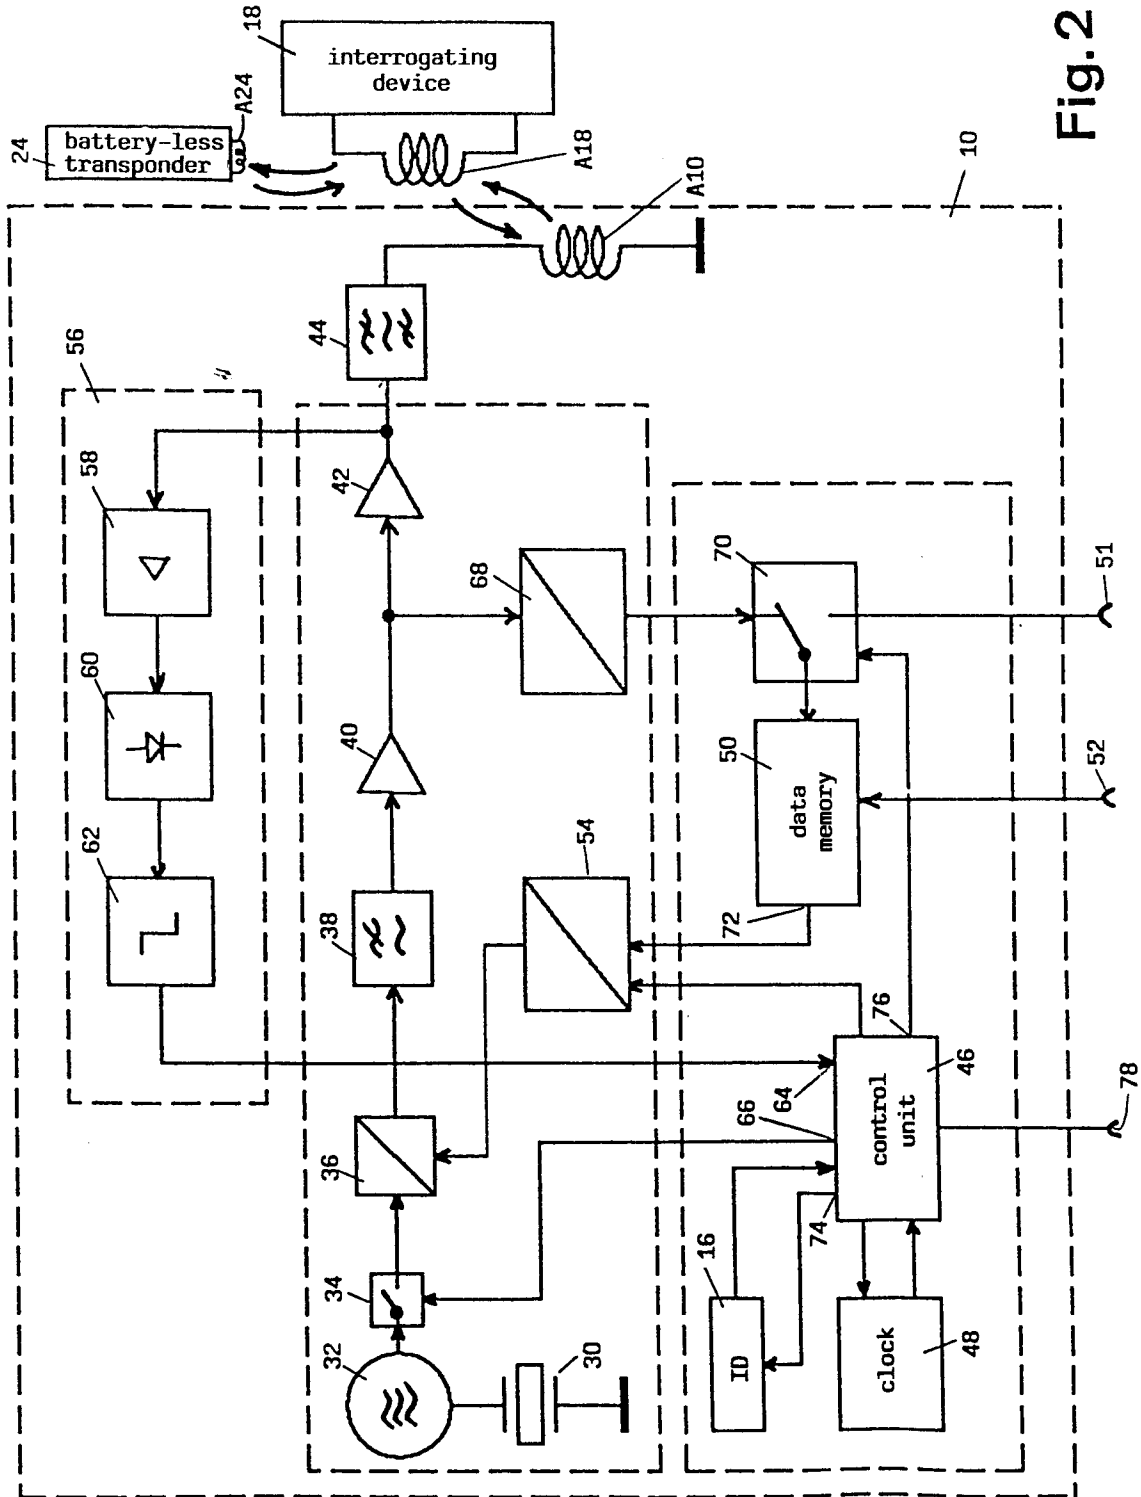 18
interrogating
device
24
battery-less
transponder
A24
A18
A10
10
Fig.2
44
56
58
42
68
70
51
60
40
50
data
memory
52
62
38
54
72
76
64
66
46
control
unit
78
36
74
34
16
32
30
ID
clock
48